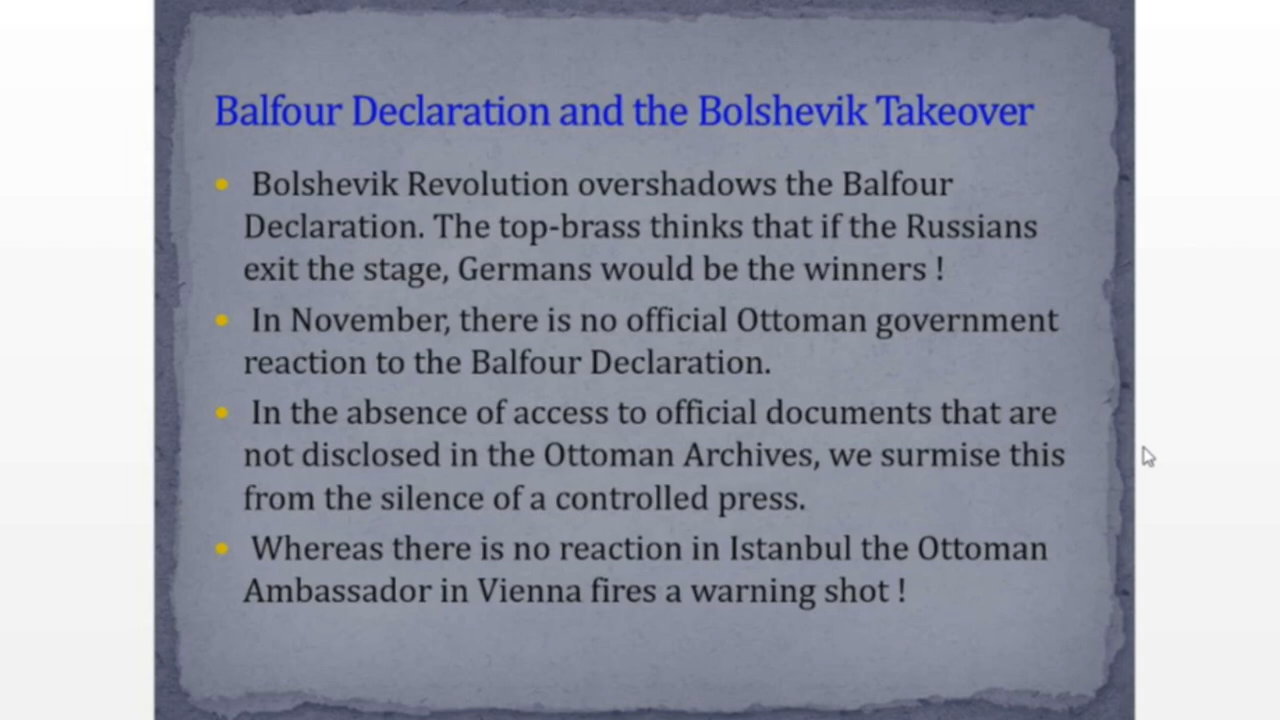 Balfour Declaration and the Bolshevik Takeover
Bolshevik Revolution overshadows the Balfour
Declaration. The top-brass thinks that if the Russians
exit the stage, Germans would be the winners !
In November, there is no official Ottoman government
reaction to the Balfour Declaration.
In the absence of access to official documents that are
not disclosed in the Ottoman Archives, we surmise this
from the silence of a controlled press.
Whereas there is no reaction in Istanbul the Ottoman
Ambassador in Vienna fires a warning shot !